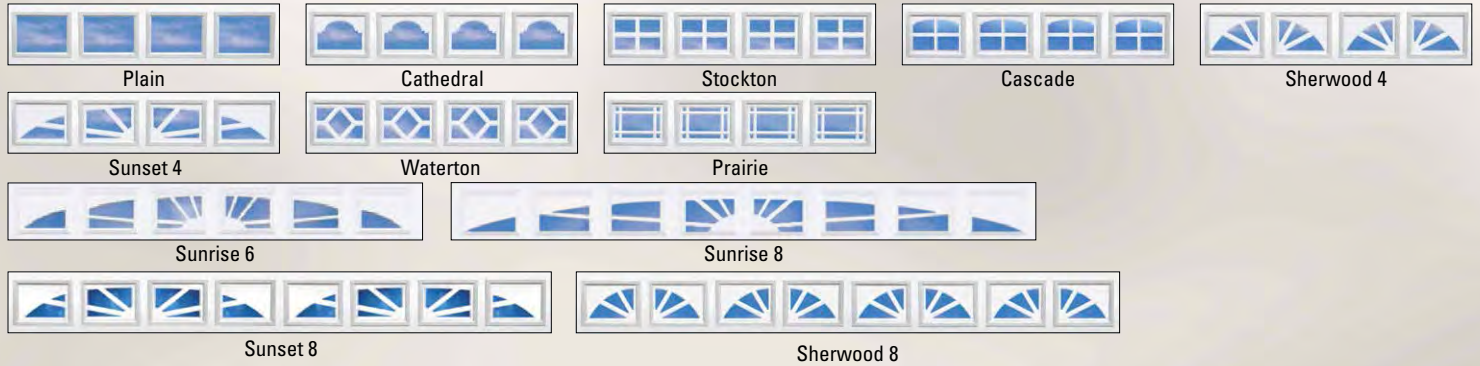 Plain
Cathedral
Stockton
Cascade
Sherwood 4
Sunset 4
Waterton
Prairie
Sunrise 6
Sunrise 8
Sunset 8
Sherwood 8